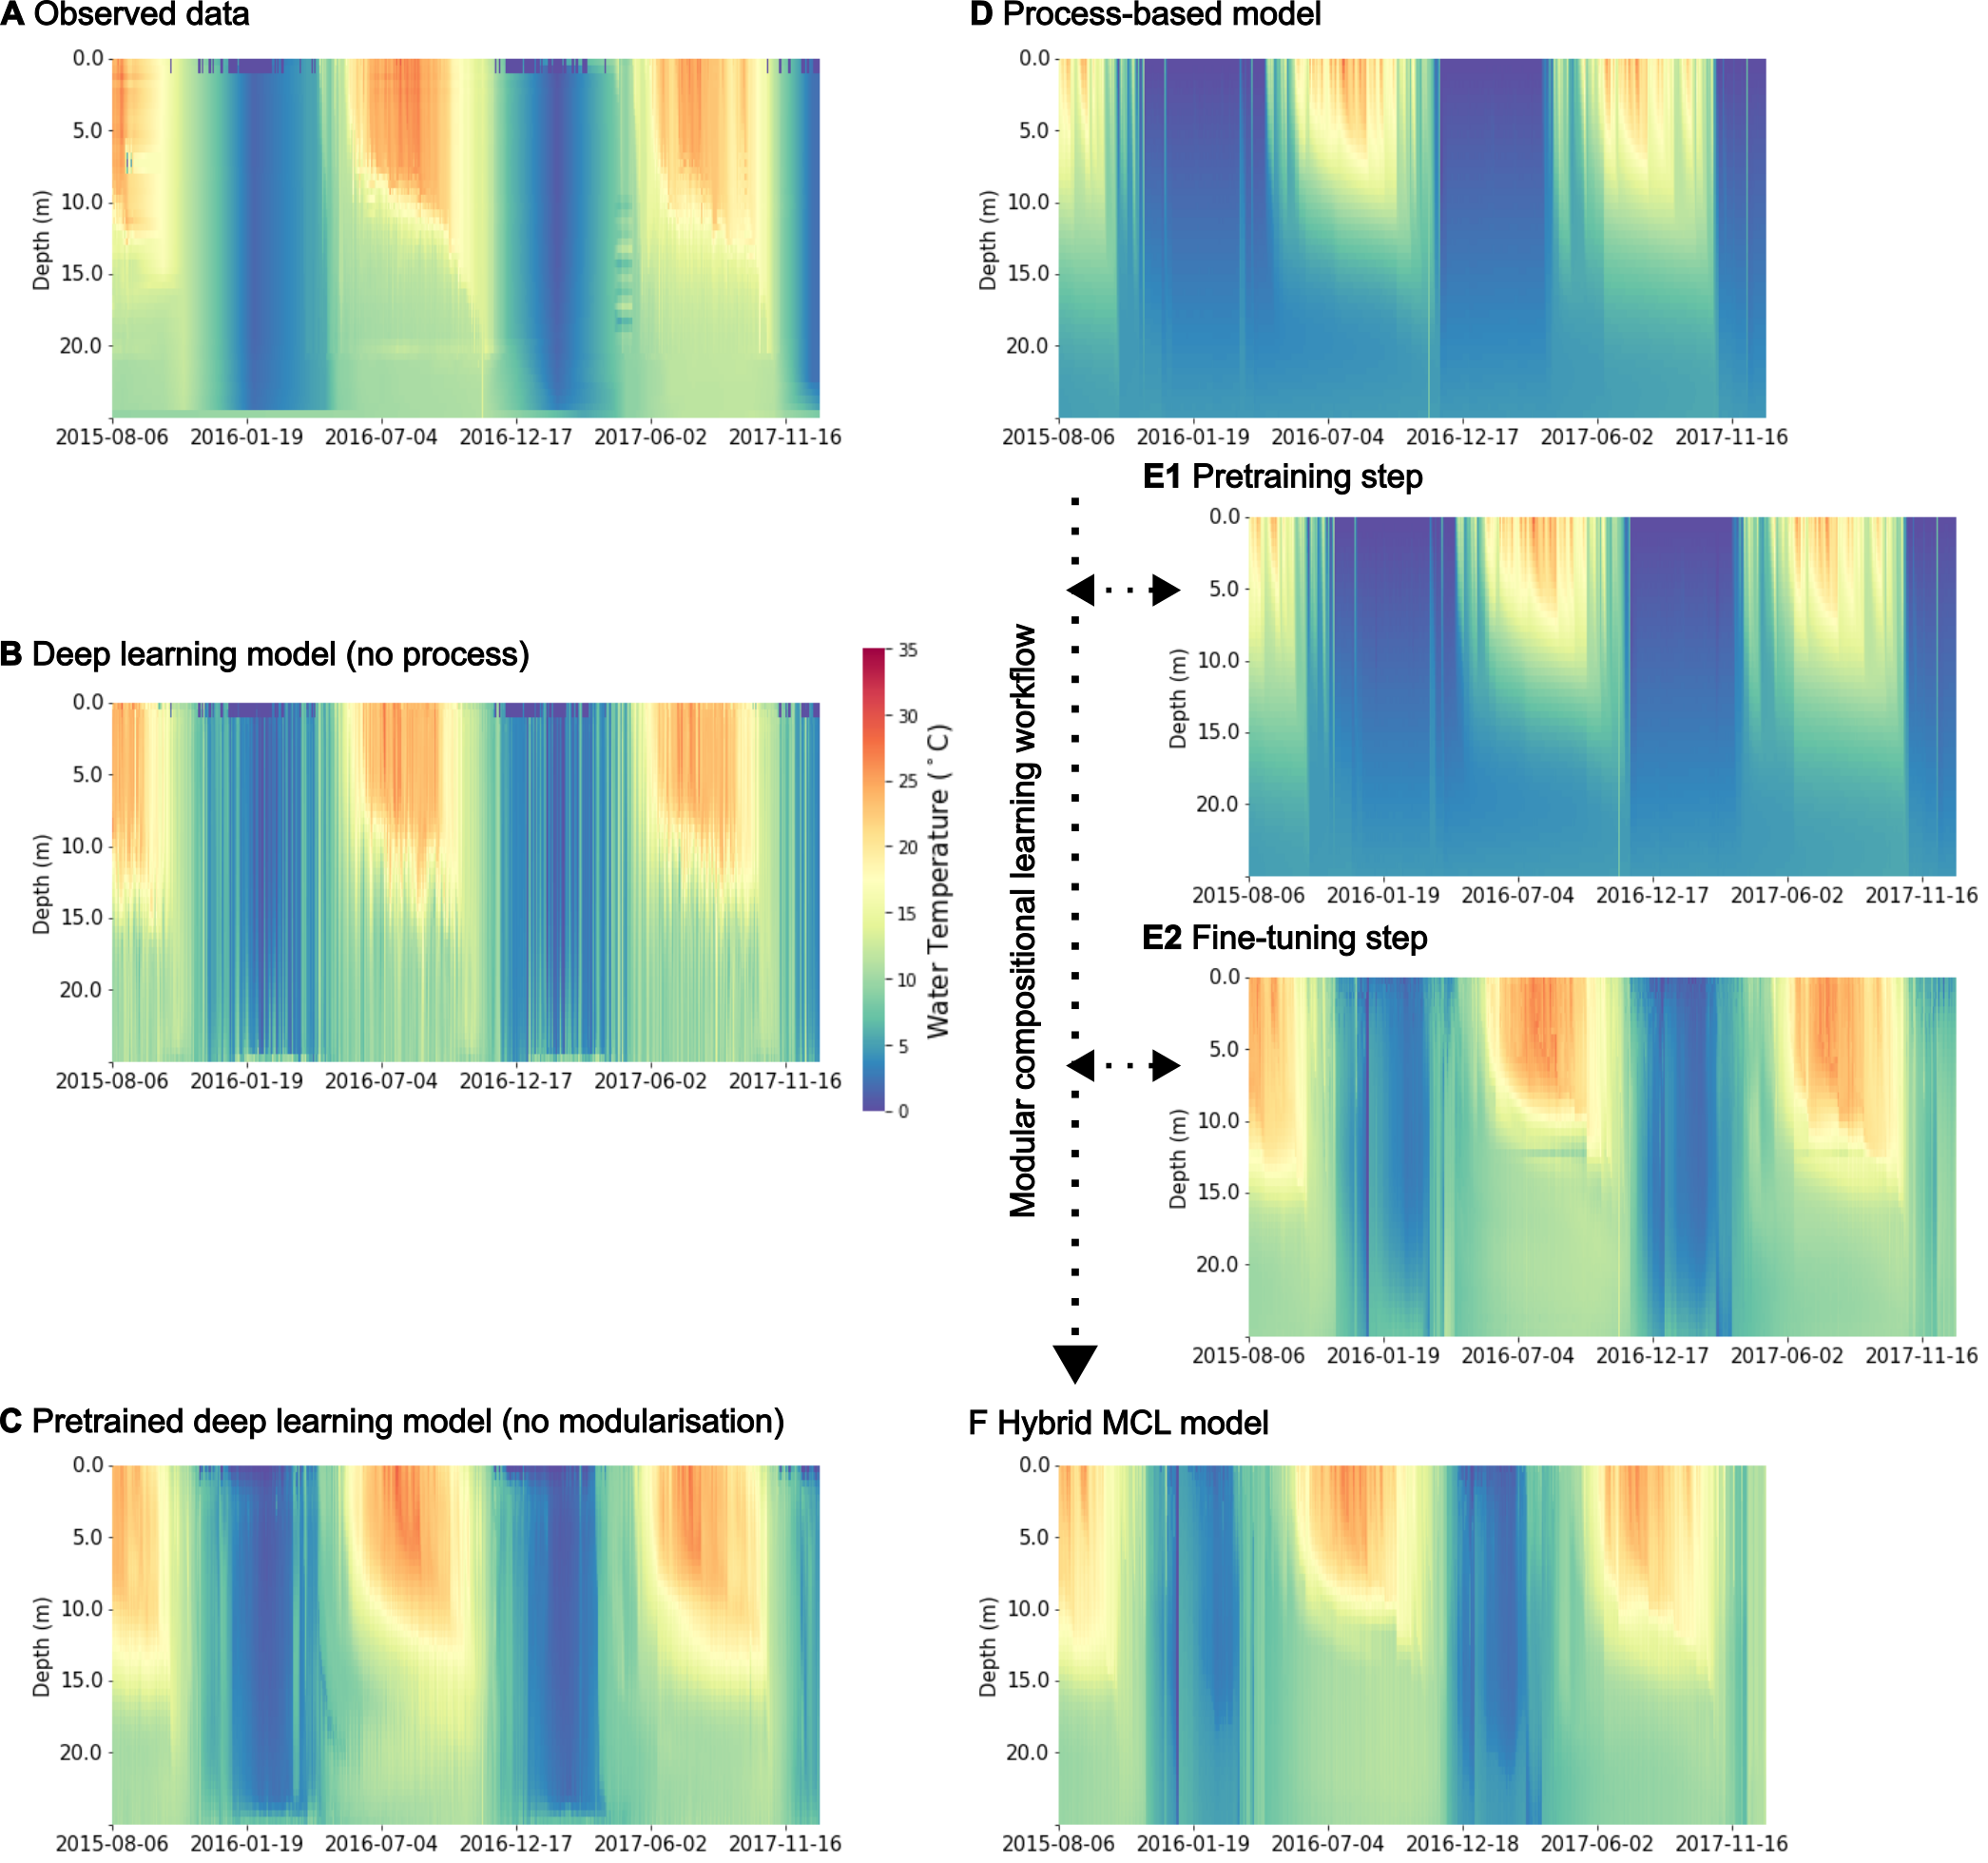 A Observed data
0.0
5.0
10.0
15.0
20.0
Depth (m)
2015-08-06 2016-01-19 2016-07-04 2016-12-17 2017-06-02 2017-11-16
B Deep learning model (no process)
0.0
5.0
10.0
15.0
20.0
Depth (m)
2015-08-06 2016-01-19 2016-07-04 2016-12-17 2017-06-02 2017-11-16
35
30
25
20
15
10
5
0
Water Temperature (°C)
C Pretrained deep learning model (no modularisation)
0.0
5.0
10.0
15.0
20.0
Depth (m)
2015-08-06 2016-01-19 2016-07-04 2016-12-17 2017-06-02 2017-11-16
D Process-based model
0.0
5.0
10.0
15.0
20.0
Depth (m)
2015-08-06 2016-01-19 2016-07-04 2016-12-17 2017-06-02 2017-11-16
Modular compositional learning workflow
E1 Pretraining step
0.0
5.0
10.0
15.0
20.0
Depth (m)
2015-08-06 2016-01-19 2016-07-04 2016-12-17 2017-06-02 2017-11-16
E2 Fine-tuning step
0.0
5.0
10.0
15.0
20.0
Depth (m)
2015-08-06 2016-01-19 2016-07-04 2016-12-17 2017-06-02 2017-11-16
F Hybrid MCL model
0.0
5.0
10.0
15.0
20.0
Depth (m)
2015-08-06 2016-01-19 2016-07-04 2016-12-18 2017-06-02 2017-11-16